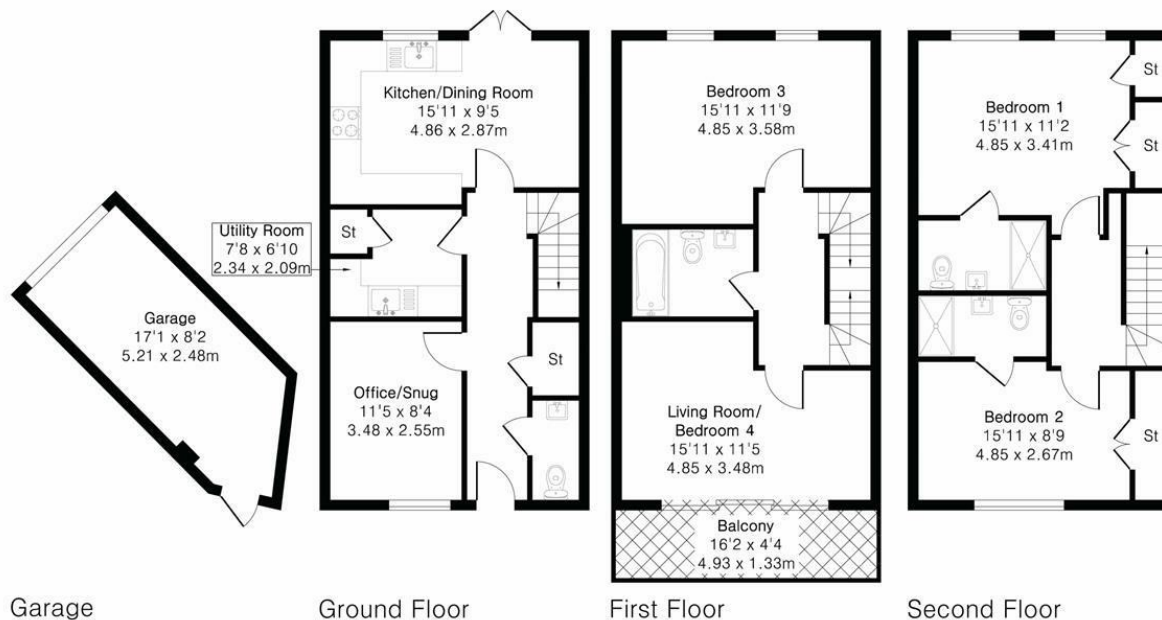 Kitchen/Dining Room
15'11 x 9'5
4.86 x 2.87m
Utility Room
7'8 x 6'10
2.34 x 2.09m
St
Garage
17'1 x 8'2
5.21 x 2.48m
Office/Snug
11'5 x 8'4
3.48 x 2.55m
St
Bedroom 3
15'11 x 11'9
4.85 x 3.58m
Living Room/
Bedroom 4
15'11 x 11'5
4.85 x 3.48m
Balcony
16'2 x 4'4
4.93 x 1.33m
St
Bedroom 1
15'11 x 11'2
4.85 x 3.41m
St
Bedroom 2
15'11 x 8'9
4.85 x 2.67m
St
Garage
Ground Floor
First Floor
Second Floor